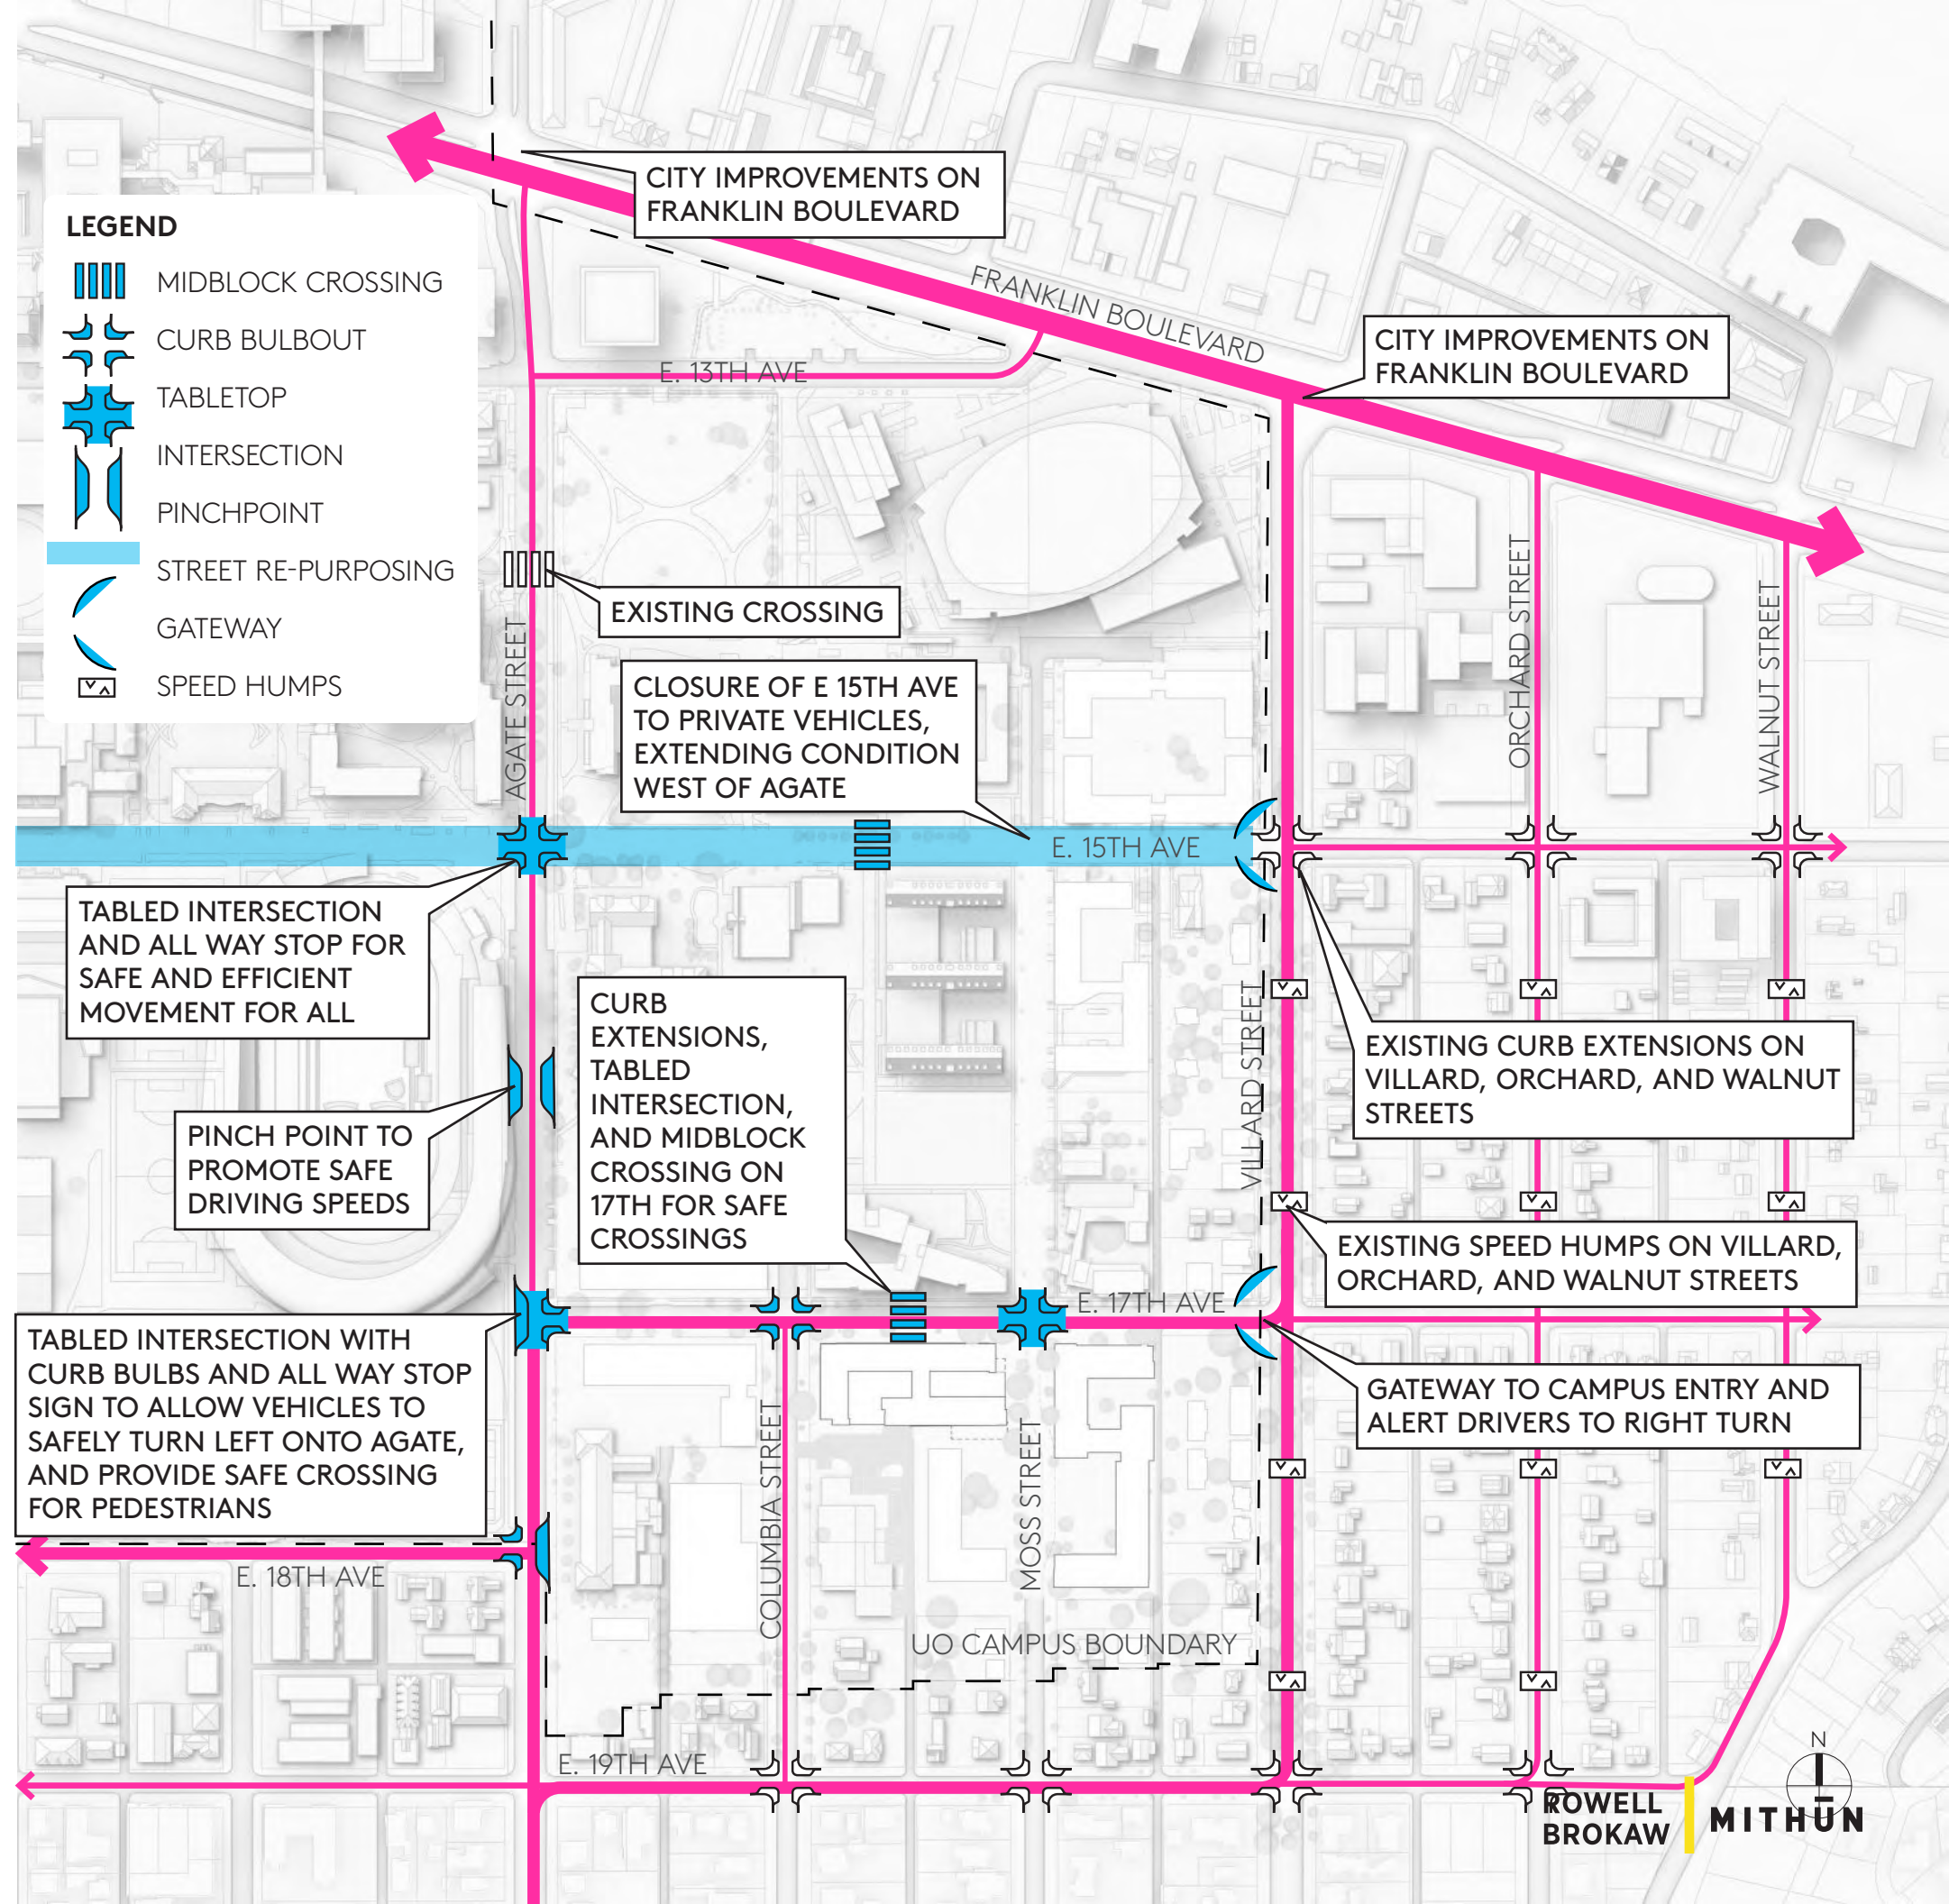 CITY IMPROVEMENTS ON
FRANKLIN BOULEVARD
LEGEND
MIDBLOCK CROSSING
CURB BULBOUT
TABLETOP
INTERSECTION
PINCHPOINT
STREET RE-PURPOSING
GATEWAY
SPEED HUMPS
FRANKLIN BOULEVARD
CITY IMPROVEMENTS ON
FRANKLIN BOULEVARD
E. 13TH AVE
EXISTING CROSSING
AGATE STREET
ORCHARD STREET
WALNUT STREET
CLOSURE OF E 15TH AVE
TO PRIVATE VEHICLES,
EXTENDING CONDITION
WEST OF AGATE
E. 15TH AVE
TABLED INTERSECTION
AND ALL WAY STOP FOR
SAFE AND EFFICIENT
MOVEMENT FOR ALL
CURB
EXTENSIONS,
TABLED
INTERSECTION,
AND MIDBLOCK
CROSSING ON
17TH FOR SAFE
CROSSINGS
VILLARD STREET
EXISTING CURB EXTENSIONS ON
VILLARD, ORCHARD, AND WALNUT
STREETS
PINCH POINT TO
PROMOTE SAFE
DRIVING SPEEDS
EXISTING SPEED HUMPS ON VILLARD,
ORCHARD, AND WALNUT STREETS
E. 17TH AVE
TABLED INTERSECTION WITH
CURB BULBS AND ALL WAY STOP
SIGN TO ALLOW VEHICLES TO
SAFELY TURN LEFT ONTO AGATE,
AND PROVIDE SAFE CROSSING
FOR PEDESTRIANS
GATEWAY TO CAMPUS ENTRY AND
ALERT DRIVERS TO RIGHT TURN
COLUMBIA STREET
MOSS STREET
E. 18TH AVE
UO CAMPUS BOUNDARY
E. 19TH AVE
N
ROWELL
BROKAW
MITHŪN